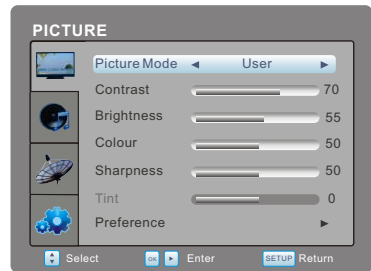 PICTURE
Picture Mode User
Contrast 70
Brightness 55
Colour 50
Sharpness 50
Tint 0
Preference
Select OK Enter SETUP Return